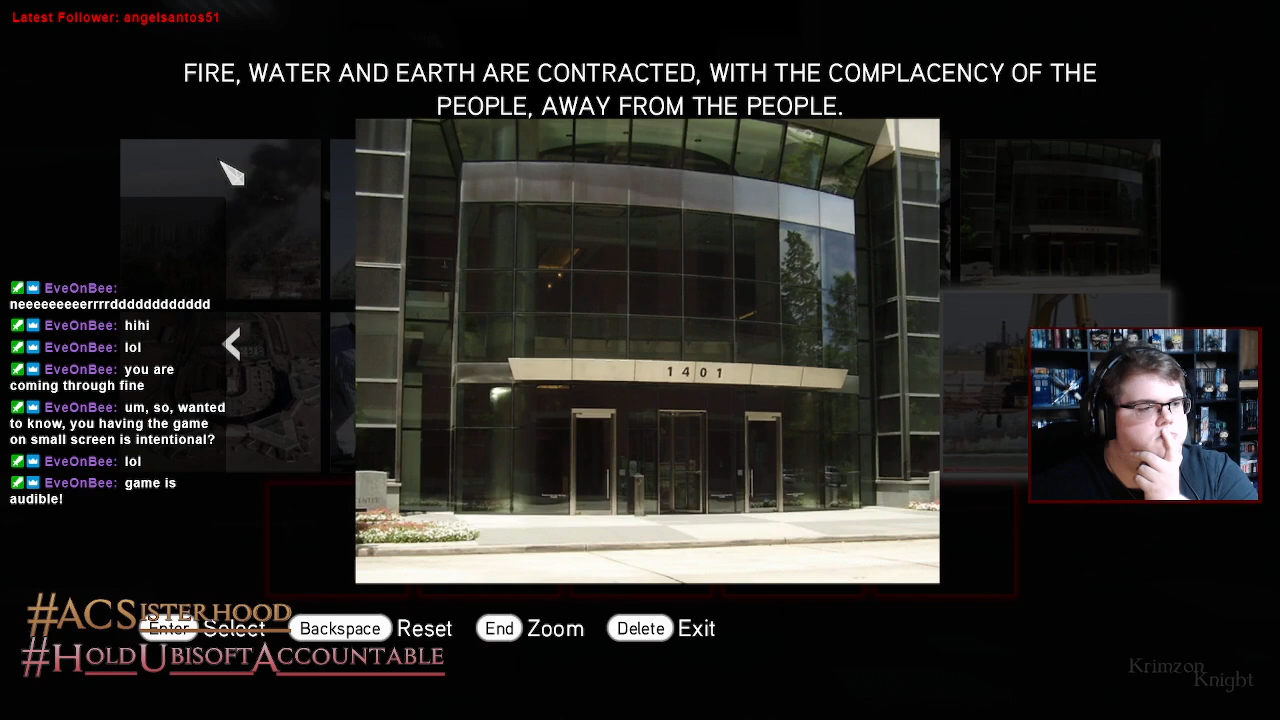 Latest Follower: angelsantos51
FIRE, WATER AND EARTH ARE CONTRACTED, WITH THE COMPLACENCY OF THE
PEOPLE, AWAY FROM THE PEOPLE.
EveOnBee:
neeeeeeeerrrrdddddddddddd
EveOnBee: hihi
EveOnBee: lol
EveOnBee: you are
coming through fine
EveOnBee: um, so, wanted
to know, you having the game
on small screen is intentional?
EveOnBee: lol
EveOnBee: game is
audible!
1401
#ACSISTERHOOD
Enter Select Backspace Reset End Zoom Delete Exit
#HOLDUBISOFTACCOUNTABLE
Krimzon
Knight